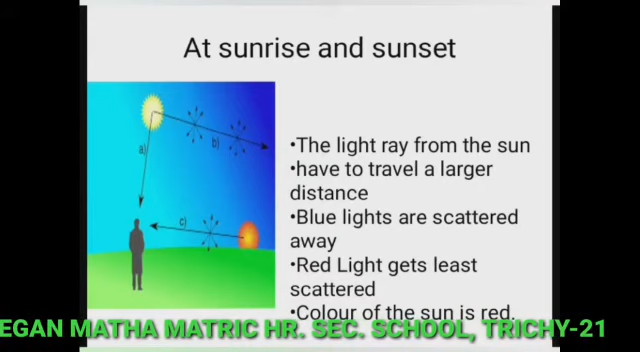 At sunrise and sunset
a)
b)
c)
•The light ray from the sun
•have to travel a larger
distance
•Blue lights are scattered
away
•Red Light gets least
scattered
•Colour of the sun is red.
EGAN MATHA MATRIC HR. SEC. SCHOOL, TRICHY-21